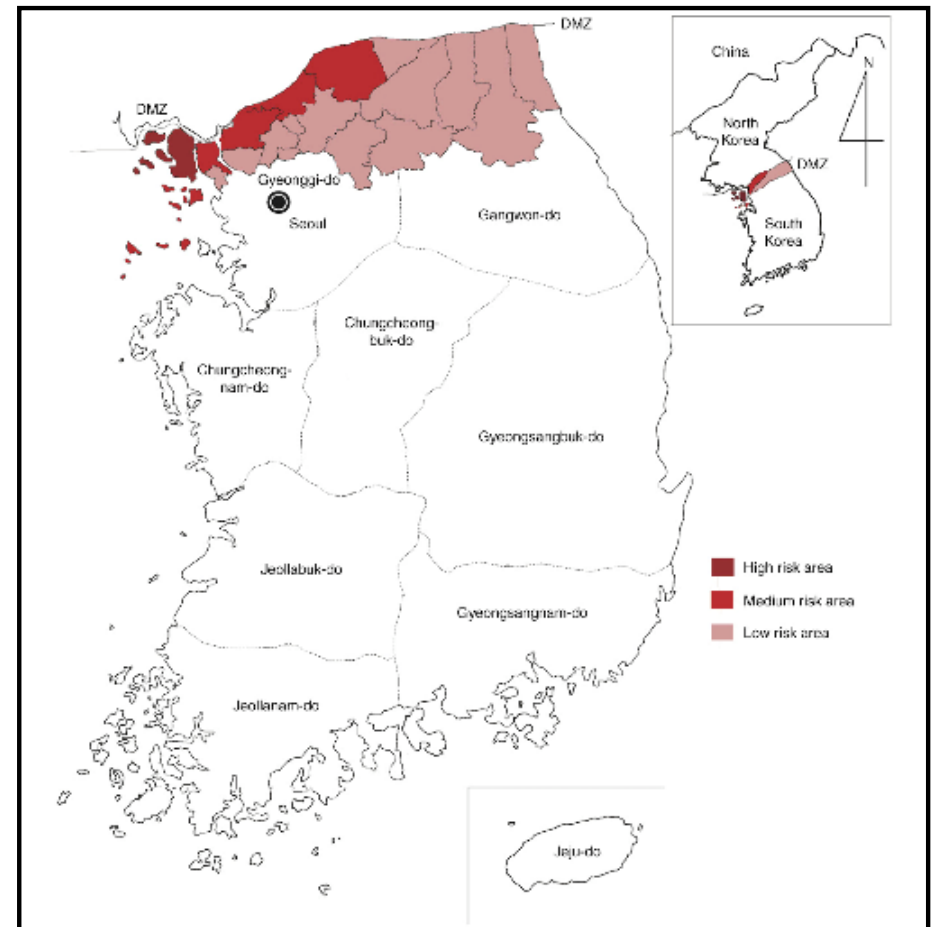 DMZ
China
N
DMZ
North
Korea
DMZ
Gyeonggi-do
Seoul
Gangwon-do
South
Korea
Chungcheong-
buk-do
Chungcheong-
nam-do
Gyeongsangbuk-do
Jeollabuk-do
High risk area
Medium risk area
Gyeongsangnam-do
Low risk area
Jeollanam-do
Jeju-do